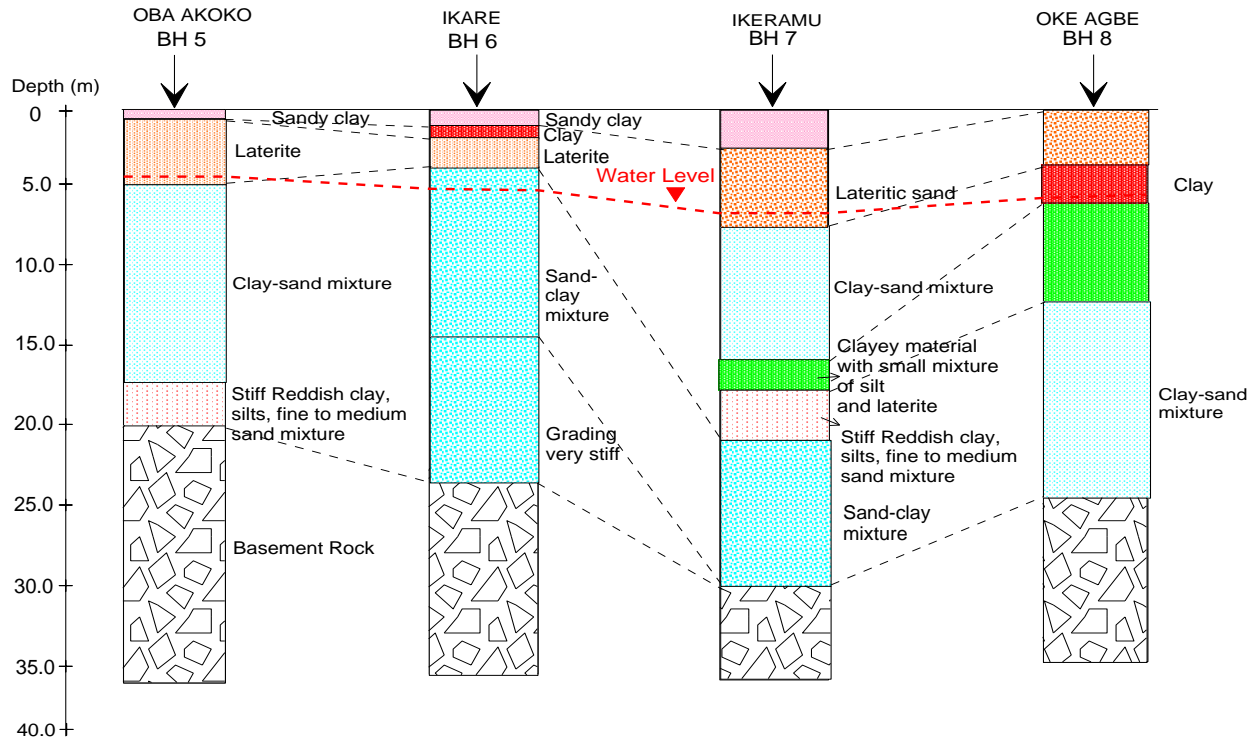 OBA AKOKO
BH 5
IKARE
BH 6
IKERAMU
BH 7
OKE AGBE
BH 8
Depth (m)
0
5.0
10.0
15.0
20.0
25.0
30.0
35.0
40.0
Sandy clay
Laterite
Clay-sand mixture
Stiff Reddish clay,
silts, fine to medium
sand mixture
Basement Rock
Sandy clay
Clay
Laterite
Sand-
clay
mixture
Grading
very stiff
Water Level
Lateritic sand
Clay-sand mixture
Clayey material
with small mixture
of silt
and laterite
Stiff Reddish clay,
silts, fine to medium
sand mixture
Sand-clay
mixture
Clay
Clay-sand
mixture